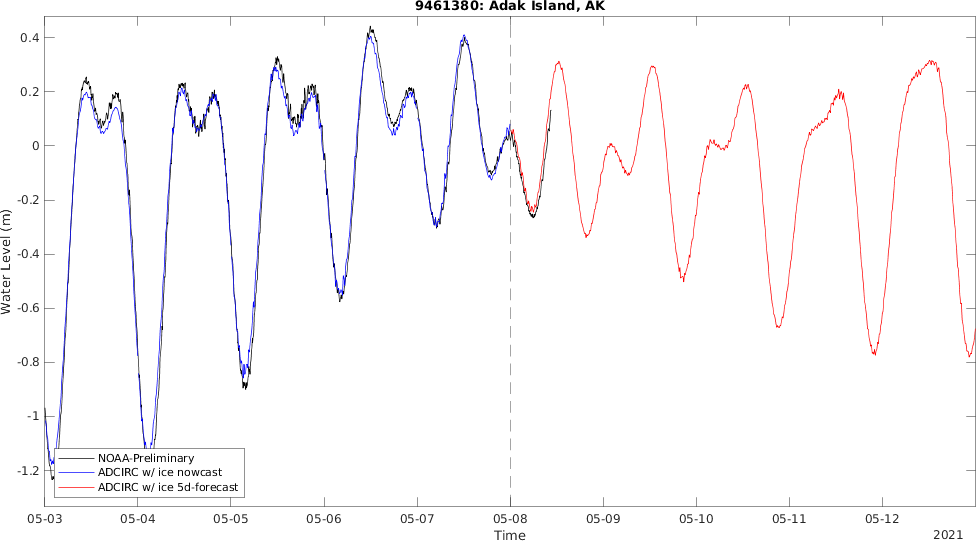 9461380: Adak Island, AK
0.4
0.2
0
-0.2
-0.4
-0.6
-0.8
-1
-1.2
Water Level (m)
NOAA-Preliminary
ADCIRC w/ ice nowcast
ADCIRC w/ ice 5d-forecast
05-03 05-04 05-05 05-06 05-07 05-08 05-09 05-10 05-11 05-12
Time
2021